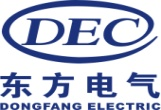 DEC
东方电气
DONGFANG ELECTRIC